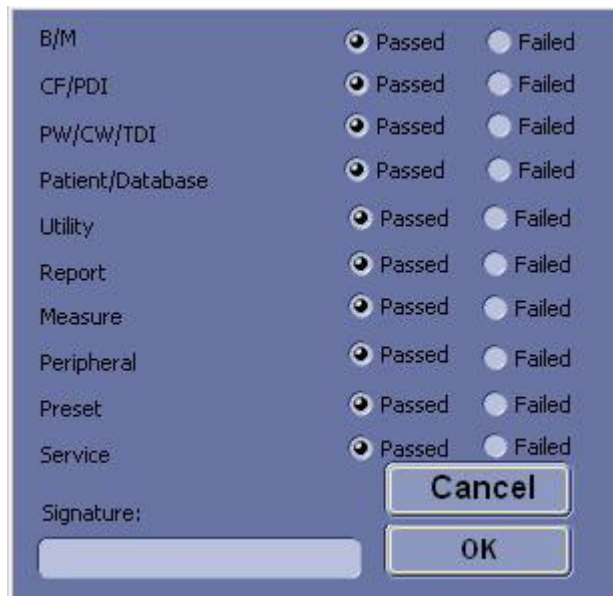 B/M Passed Failed
CF/PDI Passed Failed
PW/CW/TDI Passed Failed
Patient/Database Passed Failed
Utility Passed Failed
Report Passed Failed
Measure Passed Failed
Peripheral Passed Failed
Preset Passed Failed
Service Passed Failed
Cancel
Signature:
OK